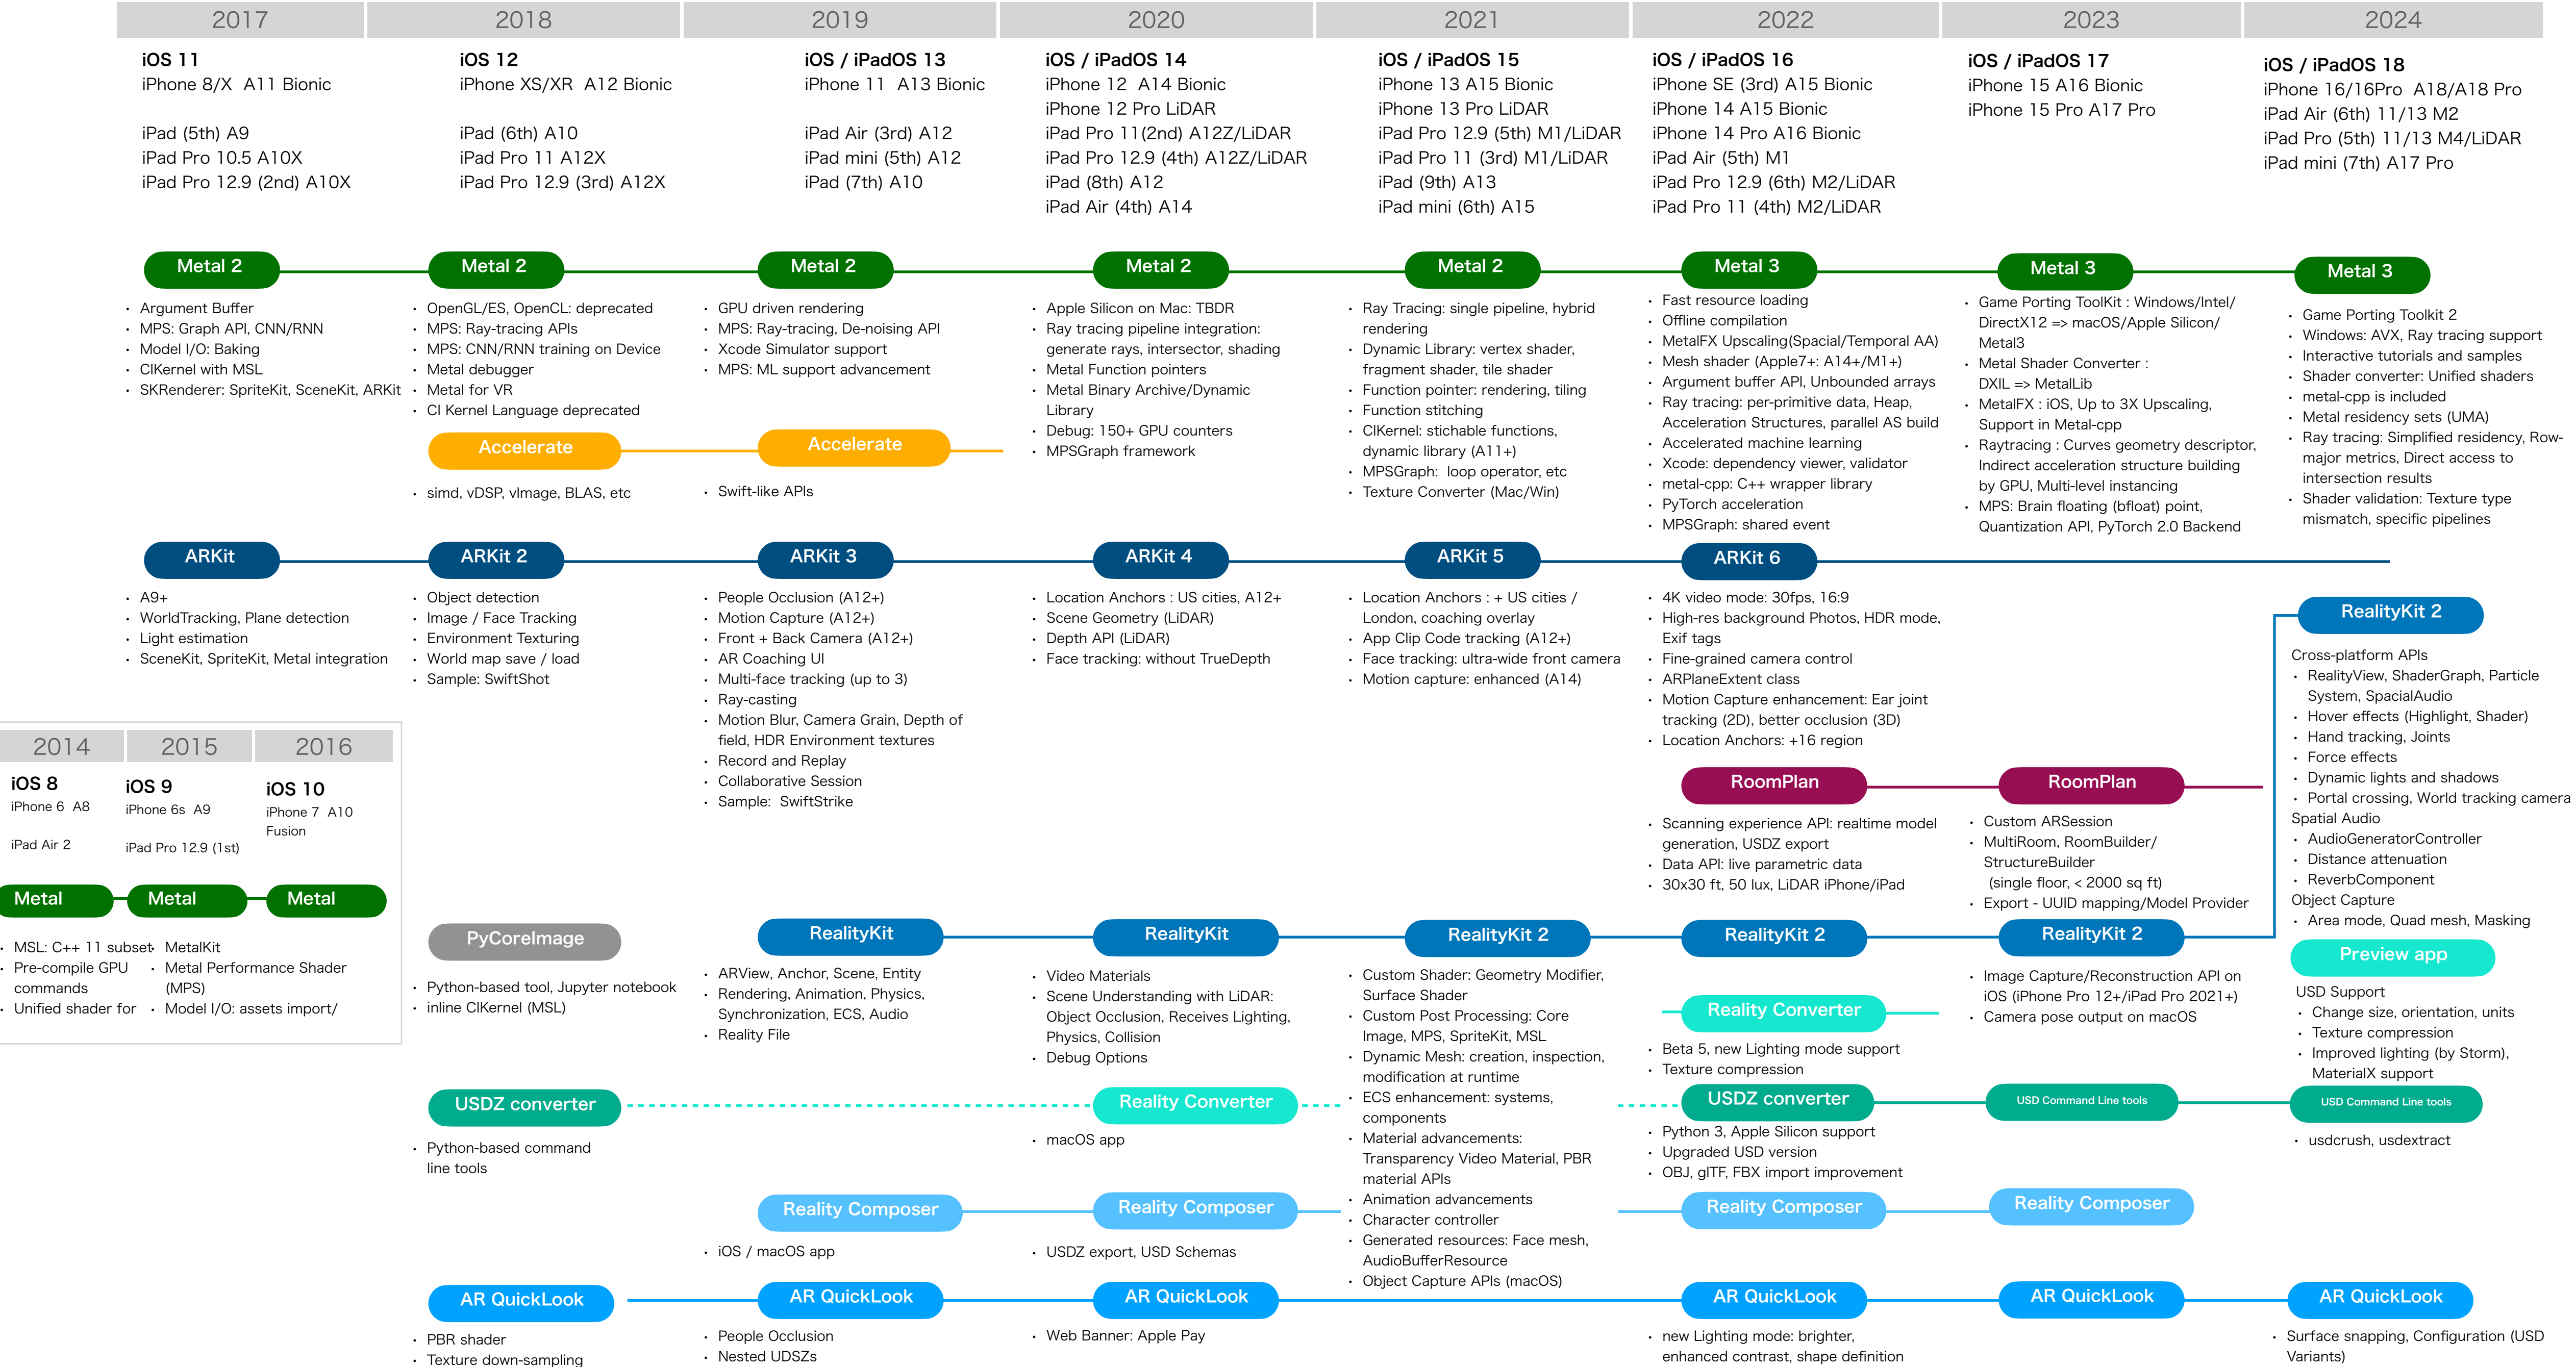 2017
2018
2019
2020
2021
2022
2023
2024
iOS 11
iPhone 8/X  A11 Bionic
iPad (5th) A9
iPad Pro 10.5 A10X
iPad Pro 12.9 (2nd) A10X
iOS 12
iPhone XS/XR  A12 Bionic
iPad (6th) A10
iPad Pro 11 A12X
iPad Pro 12.9 (3rd) A12X
iOS / iPadOS 13
iPhone 11  A13 Bionic
iPad Air (3rd) A12
iPad mini (5th) A12
iPad (7th) A10
iOS / iPadOS 14
iPhone 12  A14 Bionic
iPhone 12 Pro LiDAR
iPad Pro 11(2nd) A12Z/LiDAR
iPad Pro 12.9 (4th) A12Z/LiDAR
iPad (8th) A12
iPad Air (4th) A14
iOS / iPadOS 15
iPhone 13 A15 Bionic
iPhone 13 Pro LiDAR
iPad Pro 12.9 (5th) M1/LiDAR
iPad Pro 11 (3rd) M1/LiDAR
iPad (9th) A13
iPad mini (6th) A15
iOS / iPadOS 16
iPhone SE (3rd) A15 Bionic
iPhone 14 A15 Bionic
iPhone 14 Pro A16 Bionic
iPad Air (5th) M1
iPad Pro 12.9 (6th) M2/LiDAR
iPad Pro 11 (4th) M2/LiDAR
iOS / iPadOS 17
iPhone 15 A16 Bionic
iPhone 15 Pro A17 Pro
iOS / iPadOS 18
iPhone 16/16Pro  A18/A18 Pro
iPad Air (6th) 11/13 M2
iPad Pro (5th) 11/13 M4/LiDAR
iPad mini (7th) A17 Pro
Metal 2
• Argument Buffer
• MPS: Graph API, CNN/RNN
• Model I/O: Baking
• CIKernel with MSL
• SKRenderer: SpriteKit, SceneKit, ARKit
Metal 2
• OpenGL/ES, OpenCL: deprecated
• MPS: Ray-tracing APIs
• MPS: CNN/RNN training on Device
• Metal debugger
• Metal for VR
• CI Kernel Language deprecated
Metal 2
• GPU driven rendering
• MPS: Ray-tracing, De-noising API
• Xcode Simulator support
• MPS: ML support advancement
Metal 2
• Apple Silicon on Mac: TBDR
• Ray tracing pipeline integration:
generate rays, intersector, shading
• Metal Function pointers
• Metal Binary Archive/Dynamic
Library
• Debug: 150+ GPU counters
• MPSGraph framework
Metal 2
• Ray Tracing: single pipeline, hybrid
rendering
• Dynamic Library: vertex shader,
fragment shader, tile shader
• Function pointer: rendering, tiling
• Function stitching
• CIKernel: stichable functions,
dynamic library (A11+)
• MPSGraph:  loop operator, etc
• Texture Converter (Mac/Win)
Metal 3
• Fast resource loading
• Offline compilation
• MetalFX Upscaling(Spacial/Temporal AA)
• Mesh shader (Apple7+: A14+/M1+)
• Argument buffer API, Unbounded arrays
• Ray tracing: per-primitive data, Heap,
Acceleration Structures, parallel AS build
• Accelerated machine learning
• Xcode: dependency viewer, validator
• metal-cpp: C++ wrapper library
• PyTorch acceleration
• MPSGraph: shared event
Metal 3
• Game Porting ToolKit : Windows/Intel/
DirectX12 => macOS/Apple Silicon/
Metal3
• Metal Shader Converter :
DXIL => MetalLib
• MetalFX : iOS, Up to 3X Upscaling,
Support in Metal-cpp
• Raytracing : Curves geometry descriptor,
Indirect acceleration structure building
by GPU, Multi-level instancing
• MPS: Brain floating (bfloat) point,
Quantization API, PyTorch 2.0 Backend
Metal 3
• Game Porting Toolkit 2
• Windows: AVX, Ray tracing support
• Interactive tutorials and samples
• Shader converter: Unified shaders
• metal-cpp is included
• Metal residency sets (UMA)
• Ray tracing: Simplified residency, Row-
major metrics, Direct access to
intersection results
• Shader validation: Texture type
mismatch, specific pipelines
Accelerate
• simd, vDSP, vImage, BLAS, etc
Accelerate
• Swift-like APIs
ARKit
• A9+
• WorldTracking, Plane detection
• Light estimation
• SceneKit, SpriteKit, Metal integration
ARKit 2
• Object detection
• Image / Face Tracking
• Environment Texturing
• World map save / load
• Sample: SwiftShot
ARKit 3
• People Occlusion (A12+)
• Motion Capture (A12+)
• Front + Back Camera (A12+)
• AR Coaching UI
• Multi-face tracking (up to 3)
• Ray-casting
• Motion Blur, Camera Grain, Depth of
field, HDR Environment textures
• Record and Replay
• Collaborative Session
• Sample:  SwiftStrike
ARKit 4
• Location Anchors : US cities, A12+
• Scene Geometry (LiDAR)
• Depth API (LiDAR)
• Face tracking: without TrueDepth
ARKit 5
• Location Anchors : + US cities /
London, coaching overlay
• App Clip Code tracking (A12+)
• Face tracking: ultra-wide front camera
• Motion capture: enhanced (A14)
ARKit 6
• 4K video mode: 30fps, 16:9
• High-res background Photos, HDR mode,
Exif tags
• Fine-grained camera control
• ARPlaneExtent class
• Motion Capture enhancement: Ear joint
tracking (2D), better occlusion (3D)
• Location Anchors: +16 region
RealityKit 2
Cross-platform APIs
• RealityView, ShaderGraph, Particle
System, SpacialAudio
• Hover effects (Highlight, Shader)
• Hand tracking, Joints
• Force effects
• Dynamic lights and shadows
• Portal crossing, World tracking camera
Spatial Audio
• AudioGeneratorController
• Distance attenuation
• ReverbComponent
Object Capture
• Area mode, Quad mesh, Masking
RoomPlan
• Scanning experience API: realtime model
generation, USDZ export
• Data API: live parametric data
• 30x30 ft, 50 lux, LiDAR iPhone/iPad
RoomPlan
• Custom ARSession
• MultiRoom, RoomBuilder/
StructureBuilder
(single floor, < 2000 sq ft)
• Export - UUID mapping/Model Provider
2014
2015
2016
iOS 8
iPhone 6  A8
iPad Air 2
iOS 9
iPhone 6s  A9
iPad Pro 12.9 (1st)
iOS 10
iPhone 7  A10
Fusion
Metal
Metal
Metal
• MSL: C++ 11 subset
• Pre-compile GPU
commands
• Unified shader for
• MetalKit
• Metal Performance Shader
(MPS)
• Model I/O: assets import/
PyCoreImage
• Python-based tool, Jupyter notebook
• inline CIKernel (MSL)
RealityKit
• ARView, Anchor, Scene, Entity
• Rendering, Animation, Physics,
Synchronization, ECS, Audio
• Reality File
RealityKit
• Video Materials
• Scene Understanding with LiDAR:
Object Occlusion, Receives Lighting,
Physics, Collision
• Debug Options
RealityKit 2
• Custom Shader: Geometry Modifier,
Surface Shader
• Custom Post Processing: Core
Image, MPS, SpriteKit, MSL
• Dynamic Mesh: creation, inspection,
modification at runtime
• ECS enhancement: systems,
components
• Material advancements:
Transparency Video Material, PBR
material APIs
• Animation advancements
• Character controller
• Generated resources: Face mesh,
AudioBufferResource
• Object Capture APIs (macOS)
RealityKit 2
RealityKit 2
• Image Capture/Reconstruction API on
iOS (iPhone Pro 12+/iPad Pro 2021+)
• Camera pose output on macOS
Preview app
USD Support
• Change size, orientation, units
• Texture compression
• Improved lighting (by Storm),
MaterialX support
Reality Converter
• Beta 5, new Lighting mode support
• Texture compression
USDZ converter
• Python-based command
line tools
Reality Converter
• macOS app
USDZ converter
• Python 3, Apple Silicon support
• Upgraded USD version
• OBJ, glTF, FBX import improvement
USD Command Line tools
USD Command Line tools
• usdcrush, usdextract
Reality Composer
• iOS / macOS app
Reality Composer
• USDZ export, USD Schemas
Reality Composer
Reality Composer
AR QuickLook
• PBR shader
• Texture down-sampling
AR QuickLook
• People Occlusion
• Nested UDSZs
AR QuickLook
• Web Banner: Apple Pay
AR QuickLook
• new Lighting mode: brighter,
enhanced contrast, shape definition
AR QuickLook
AR QuickLook
• Surface snapping, Configuration (USD
Variants)